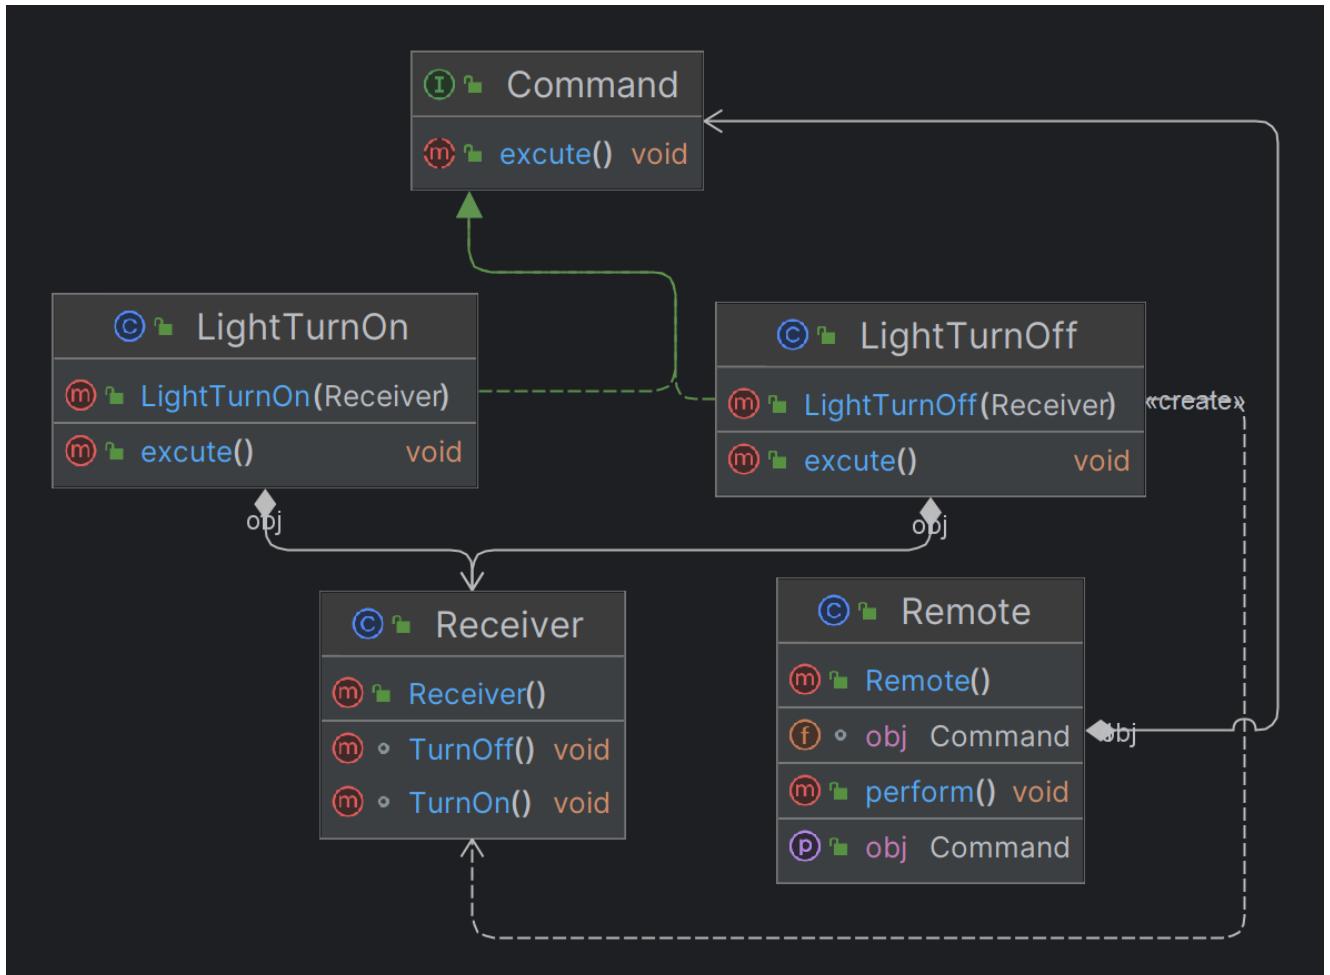 Command
excute() void
LightTurnOn
LightTurnOn(Receiver)
excute() void
LightTurnOff
LightTurnOff(Receiver)
excute() void
«create»
obj
obj
Receiver
Receiver()
TurnOff() void
TurnOn() void
Remote
Remote()
obj Command
perform() void
obj Command
obj